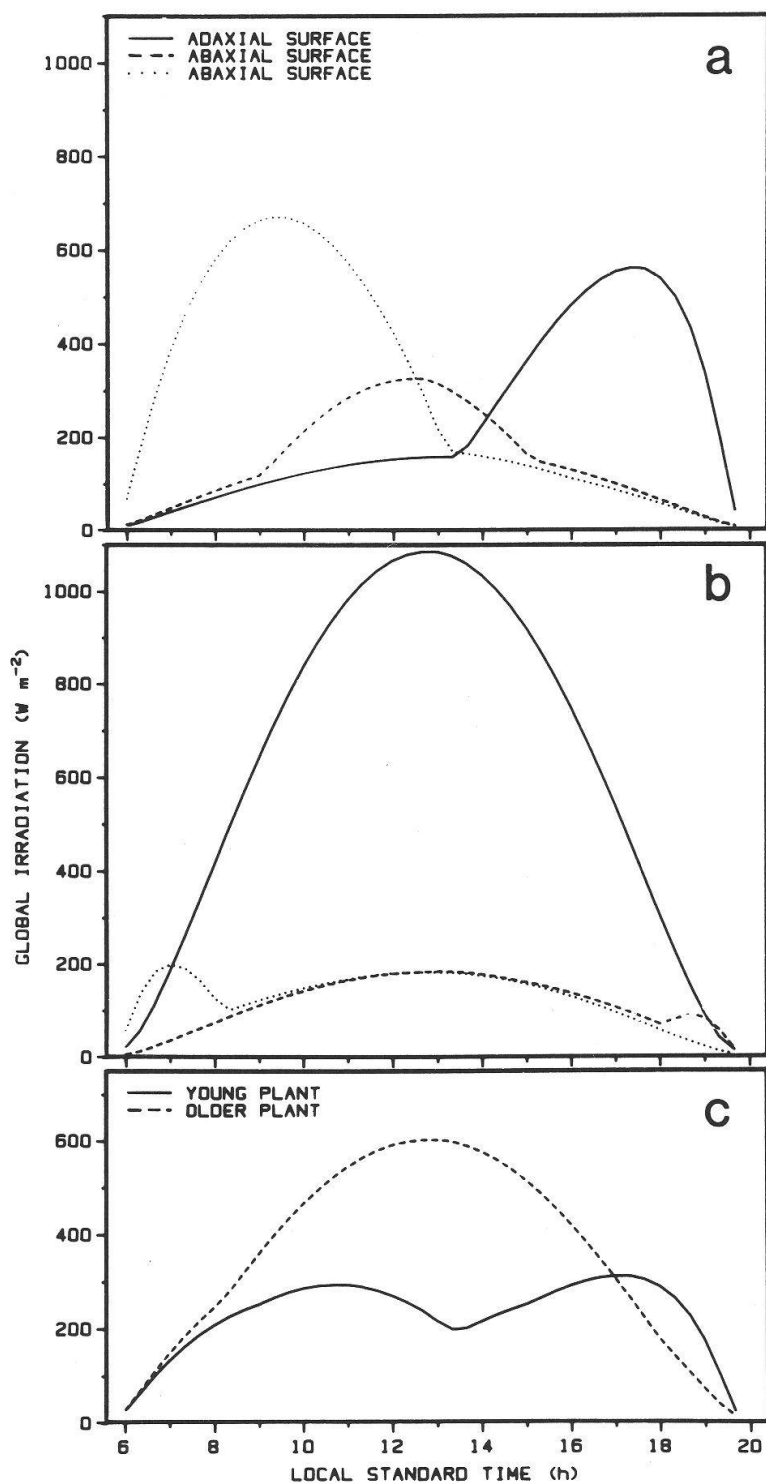 ADAXIAL SURFACE
ABAXIAL SURFACE
ABAXIAL SURFACE
a
1000
800
600
400
200
0
b
1000
800
600
400
200
0
GLOBAL IRRADIATION (W m⁻²)
YOUNG PLANT
OLDER PLANT
c
600
400
200
0
6 8 10 12 14 16 18 20
LOCAL STANDARD TIME (h)